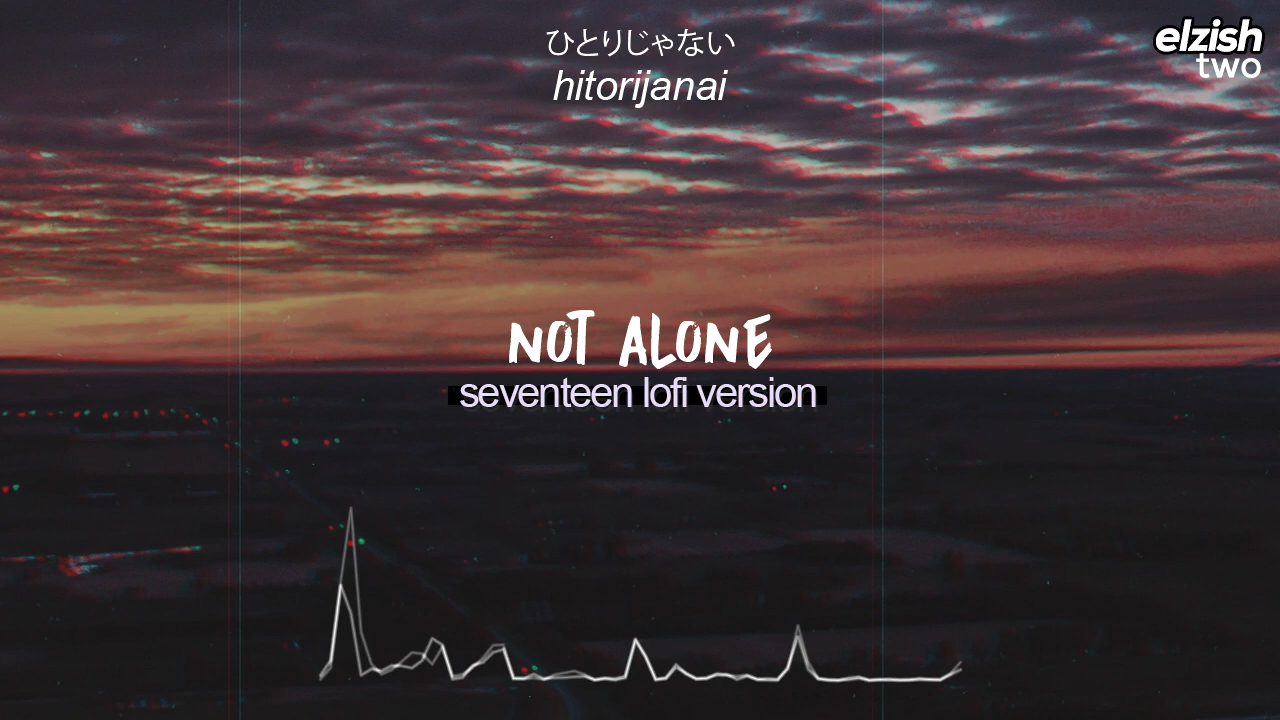 ひとりじゃない
hitorijanai
elzish
two
NOT ALONE
seventeen lofi version